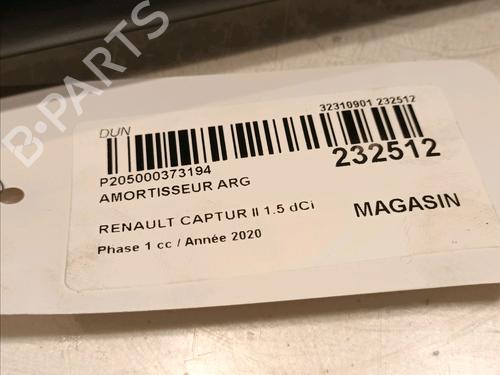 DUN
32310901 232512
P205000373194
232512
AMORTISSEUR ARG
RENAULT CAPTUR II 1.5 dCi
MAGASIN
Phase 1 cc / Année 2020
B-PARTS